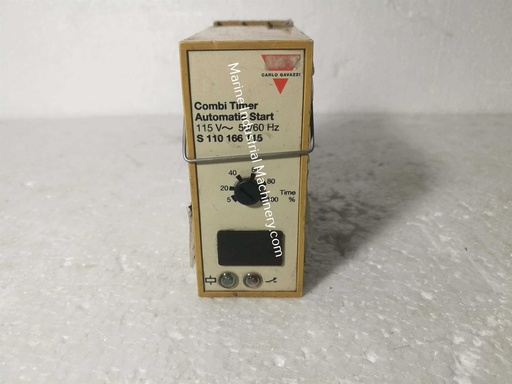 CARLO GAVAZZI
Combi Timer
Automatic Start
115 V~ 50/60 Hz
S 110 166 115
40
80
20
Time
5
100 %
Marine Industrial Machinery.com